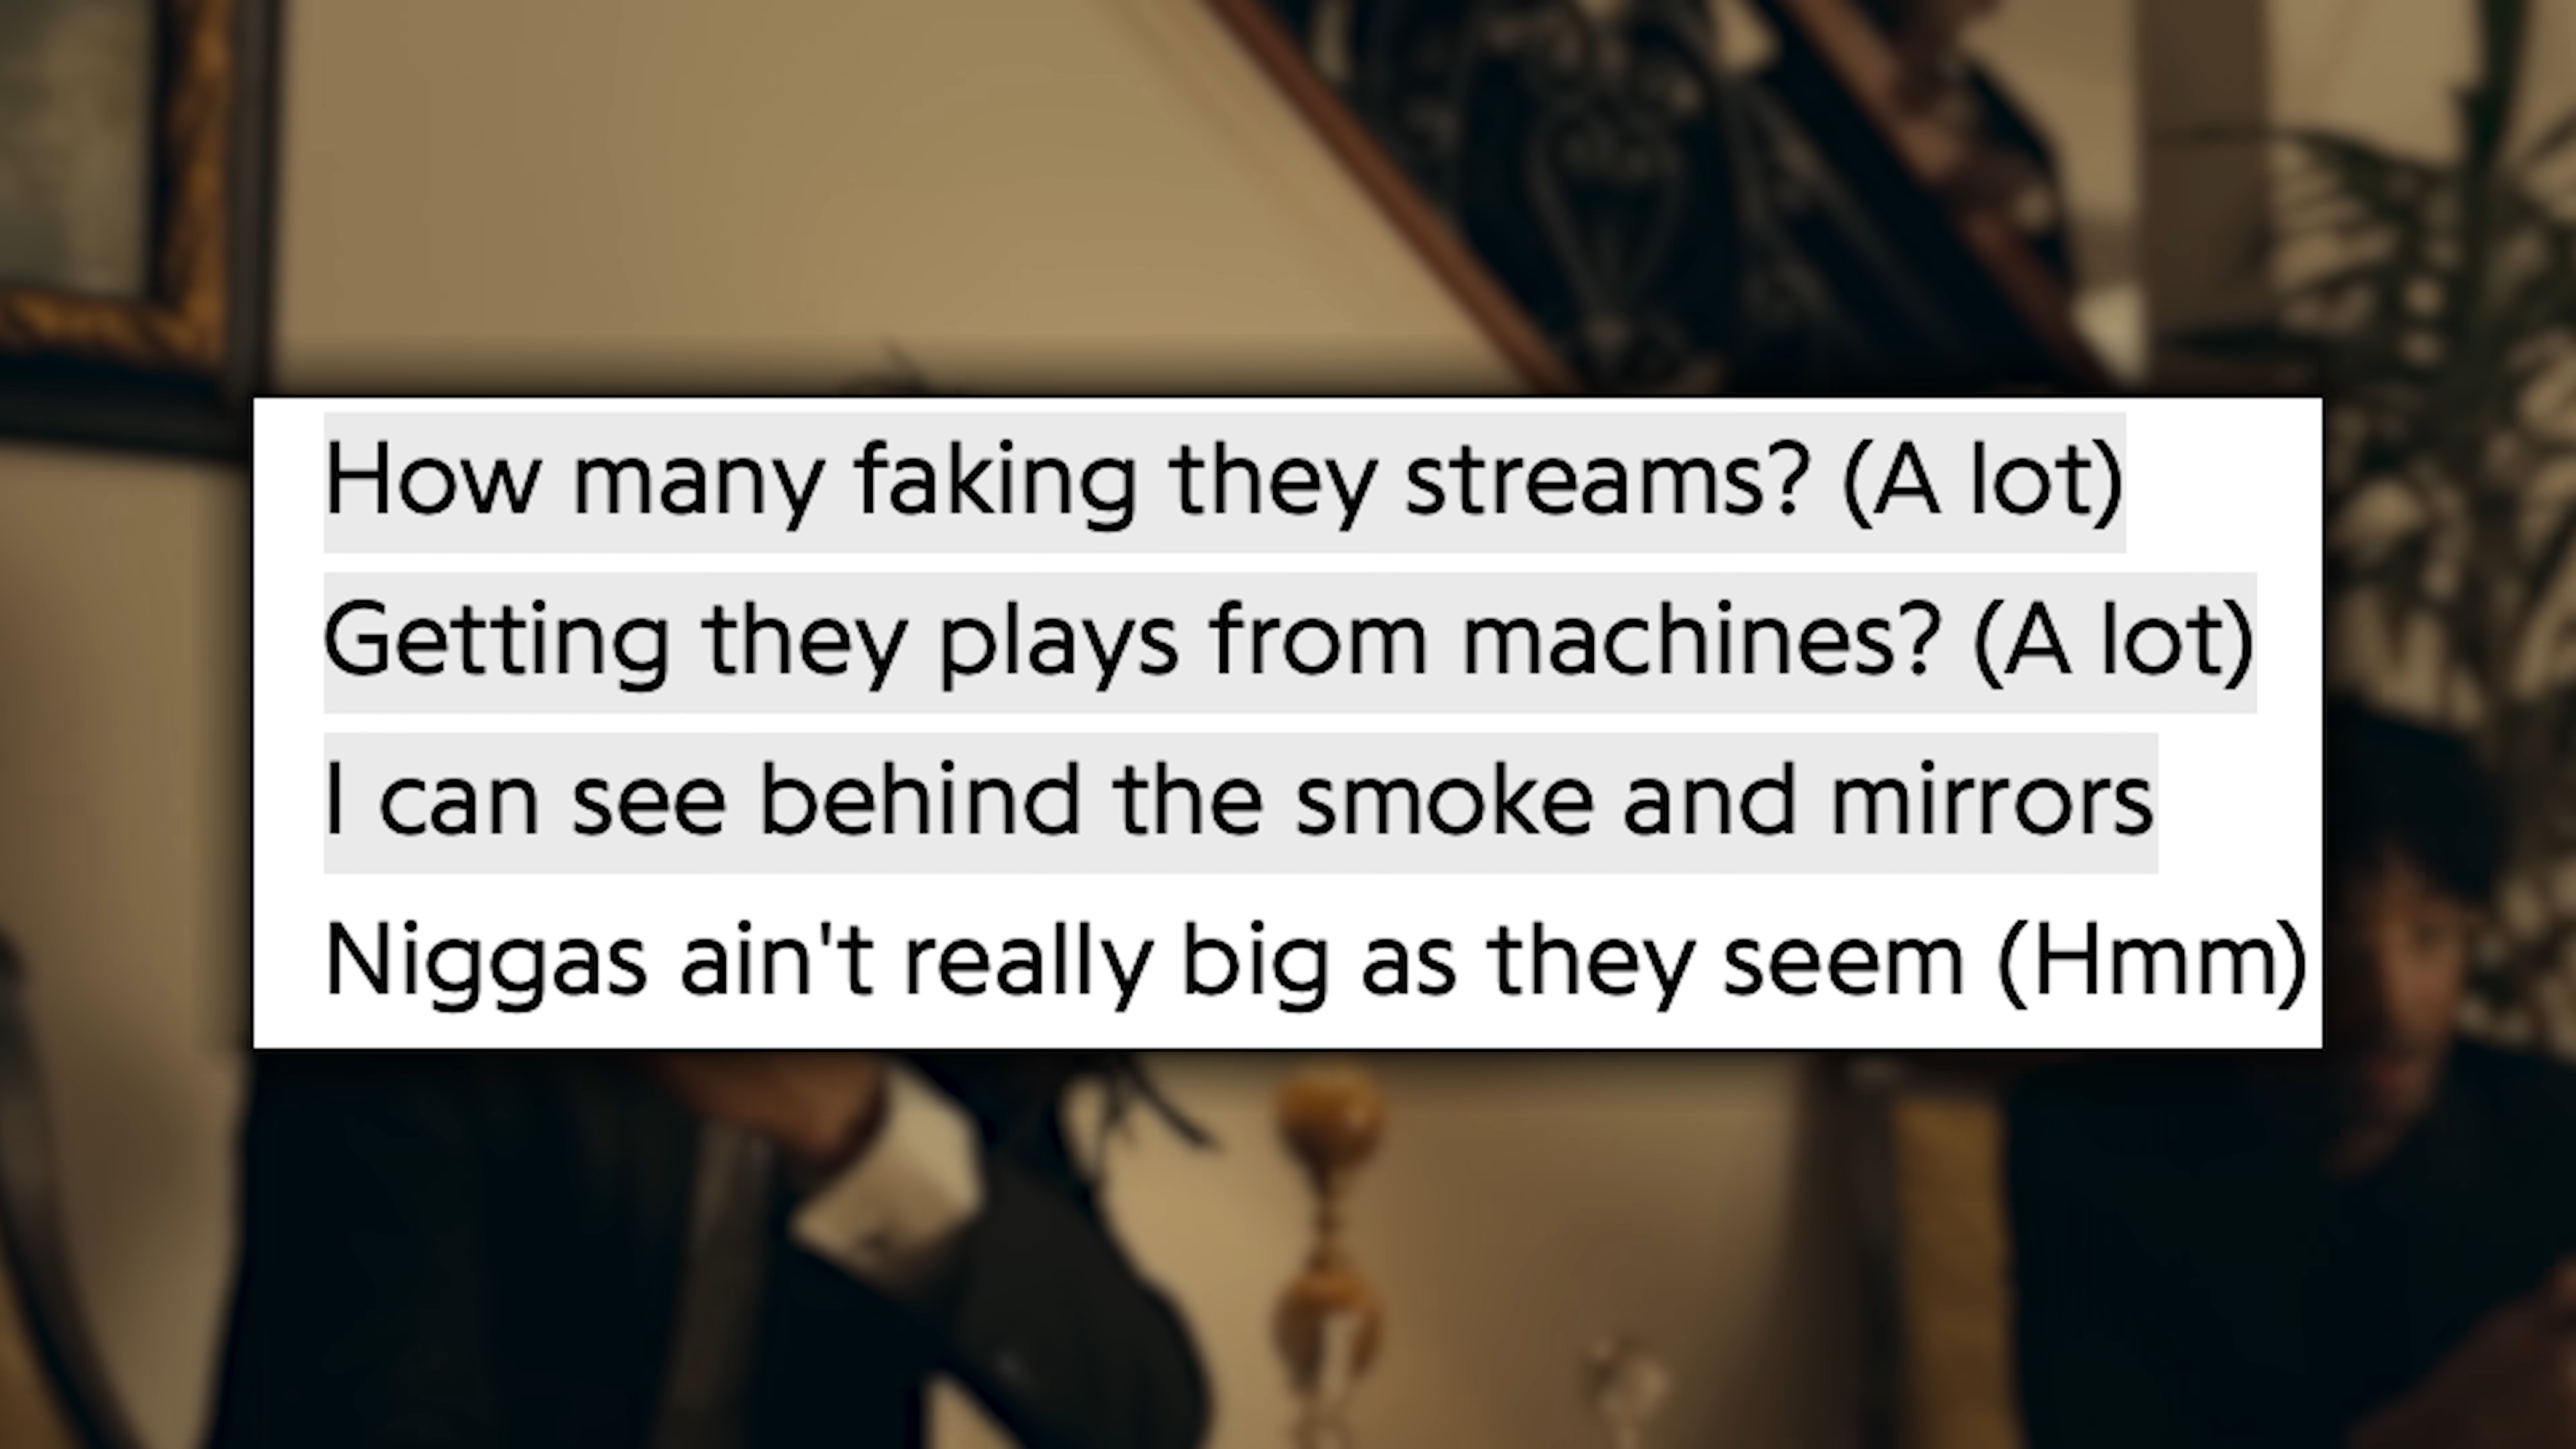 How many faking they streams? (A lot)
Getting they plays from machines? (A lot)
I can see behind the smoke and mirrors
Niggas ain't really big as they seem (Hmm)